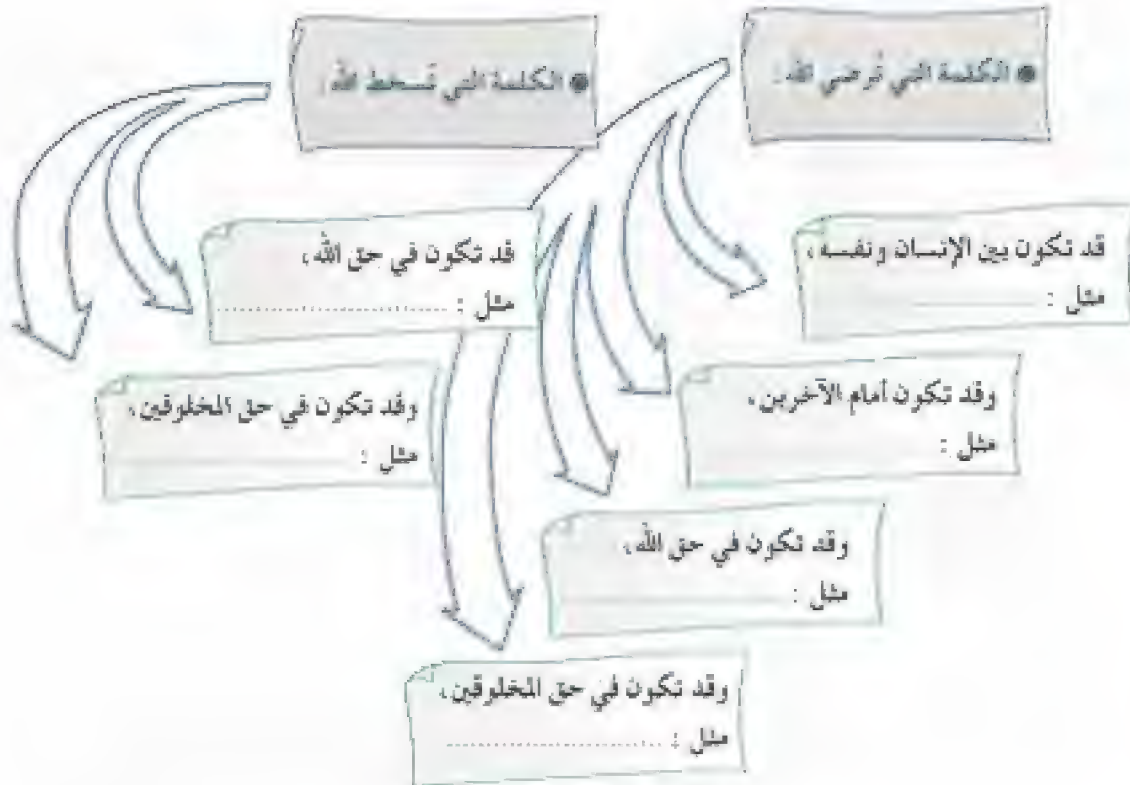 ● الكلمة التي تُرضي الله :
قد تكون بين الإنسان ونفسه،
مثل : ....................
وقد تكون أمام الآخرين،
مثل : ....................
وقد تكون في حق الله،
مثل : ....................
وقد تكون في حق المخلوقين،
مثل : ....................
● الكلمة التي تُسخط الله :
قد تكون في حق الله،
مثل : ....................
وقد تكون في حق المخلوقين،
مثل : ....................